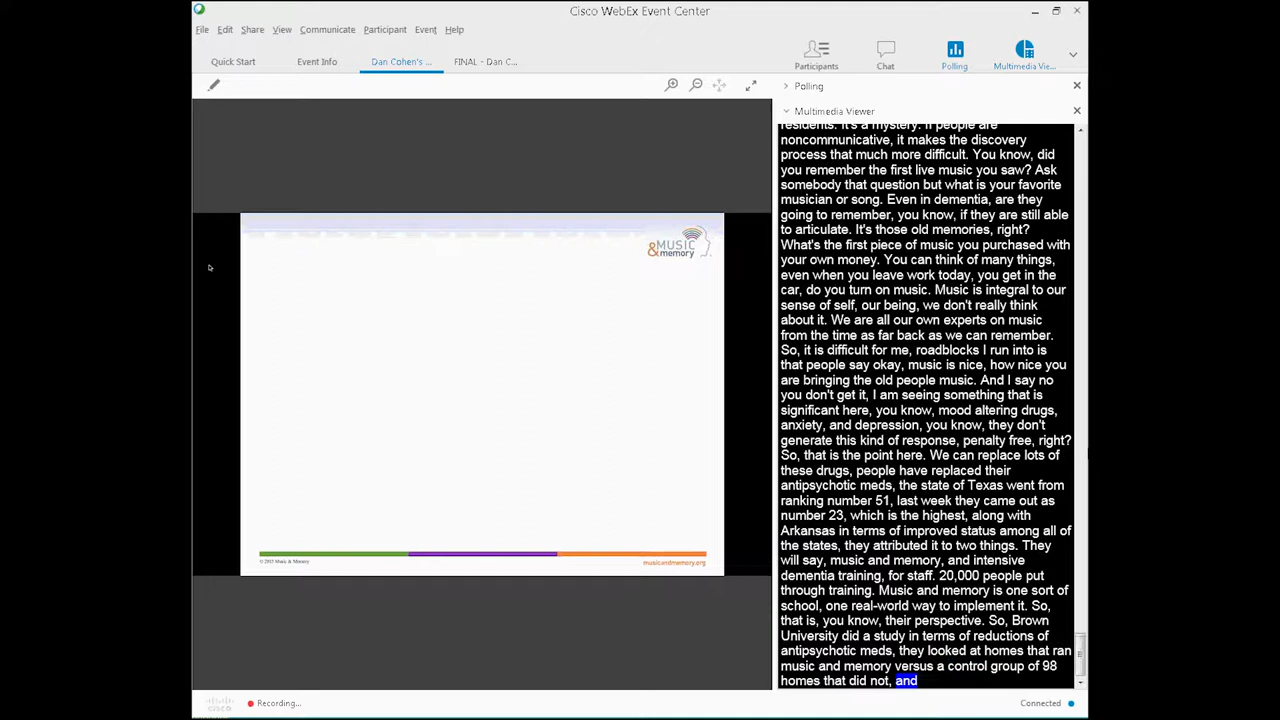 Cisco WebEx Event Center
File Edit Share View Communicate Participant Event Help
Quick Start Event Info Dan Cohen's ... FINAL - Dan C...
Participants Chat Polling Multimedia Vie...
Polling
Multimedia Viewer
residents. It's a mystery. If people are
noncommunicative, it makes the discovery
process that much more difficult. You know, did
you remember the first live music you saw? Ask
somebody that question but what is your favorite
musician or song. Even in dementia, are they
going to remember, you know, if they are still able
to articulate. It's those old memories, right?
What's the first piece of music you purchased with
your own money. You can think of many things,
even when you leave work today, you get in the
car, do you turn on music. Music is integral to our
sense of self, our being, we don't really think
about it. We are all our own experts on music
from the time as far back as we can remember.
So, it is difficult for me, roadblocks I run into is
that people say okay, music is nice, how nice you
are bringing the old people music. And I say no
you don't get it, I am seeing something that is
significant here, you know, mood altering drugs,
anxiety, and depression, you know, they don't
generate this kind of response, penalty free, right?
So, that is the point here. We can replace lots of
these drugs, people have replaced their
antipsychotic meds, the state of Texas went from
ranking number 51, last week they came out as
number 23, which is the highest, along with
Arkansas in terms of improved status among all of
the states, they attributed it to two things. They
will say, music and memory, and intensive
dementia training, for staff. 20,000 people put
through training. Music and memory is one sort of
school, one real-world way to implement it. So,
that is, you know, their perspective. So, Brown
University did a study in terms of reductions of
antipsychotic meds, they looked at homes that ran
music and memory versus a control group of 98
homes that did not, and
MUSIC
&memory
© 2015 Music & Memory
musicandmemory.org
cisco
Recording...
Connected